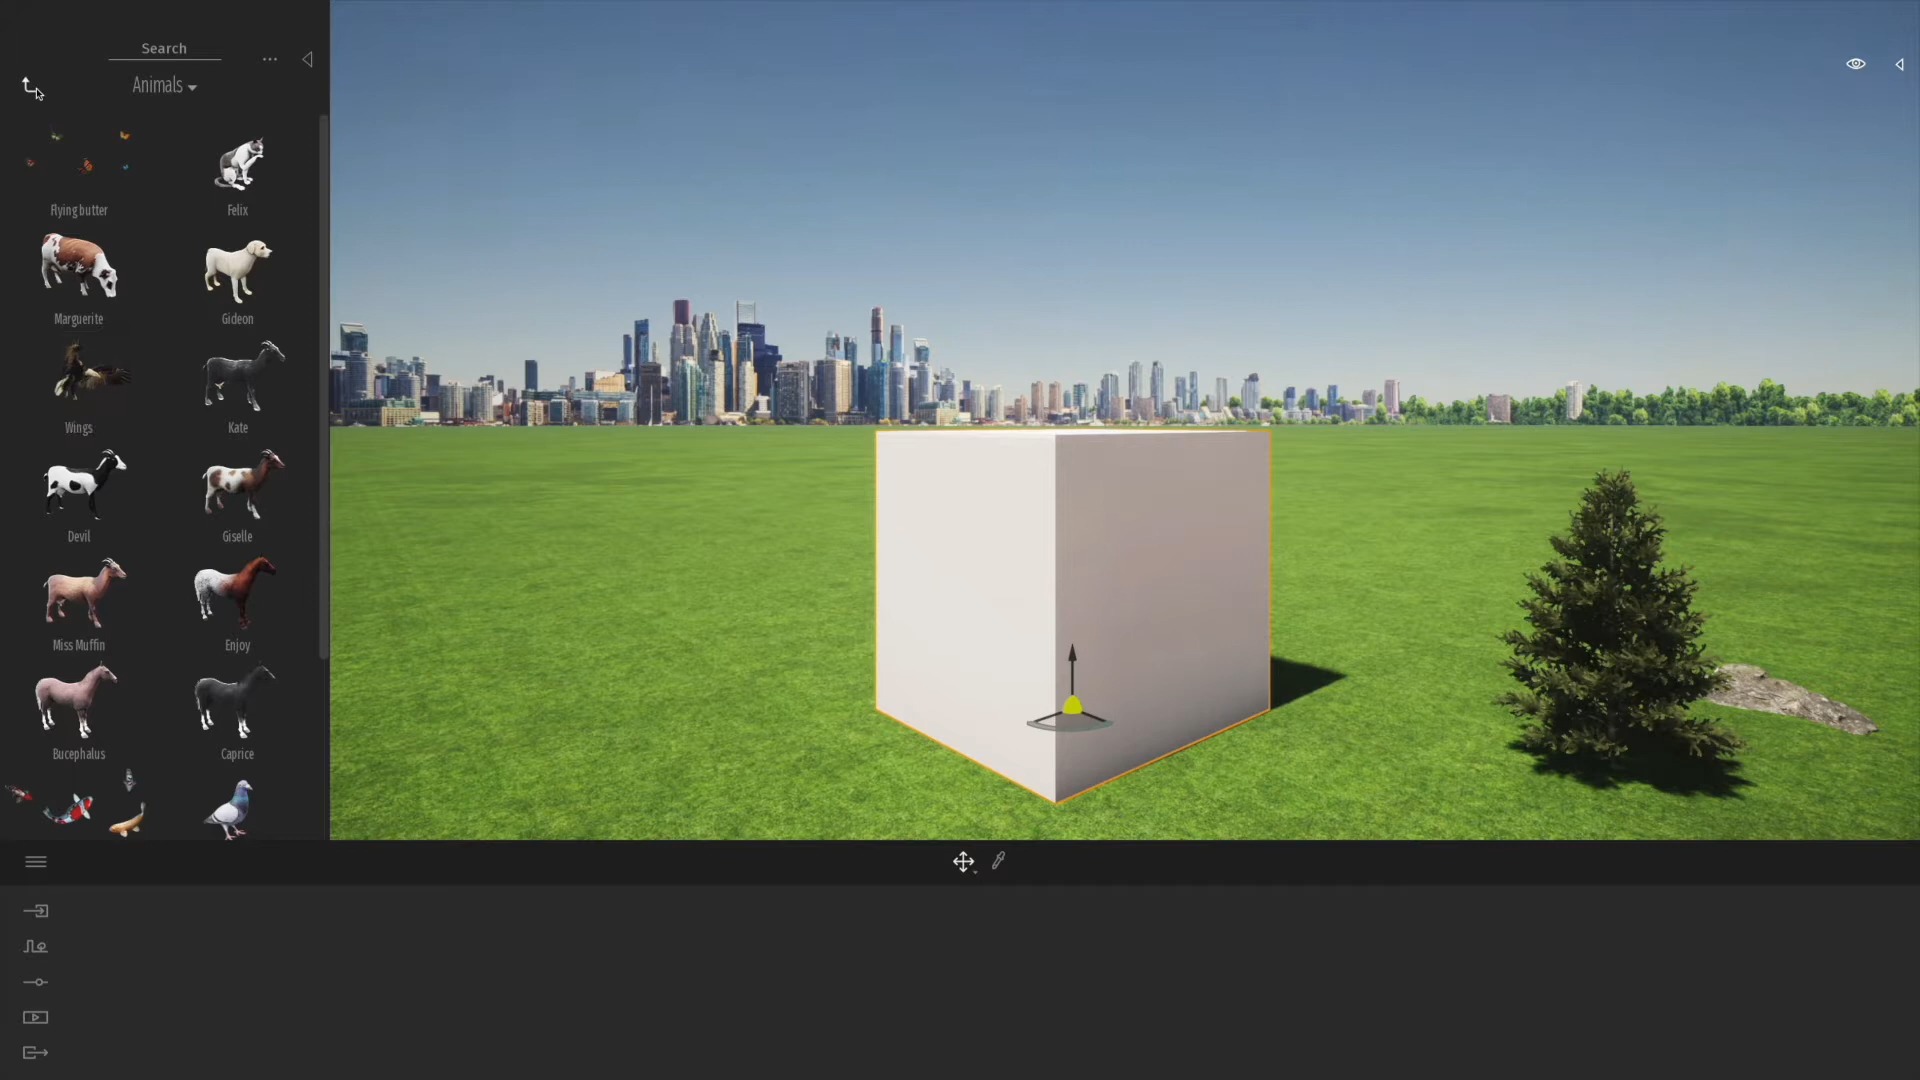 Search
Animals
Flying butter
Felix
Marguerite
Gideon
Wings
Kate
Devil
Giselle
Miss Muffin
Enjoy
Bucephalus
Caprice